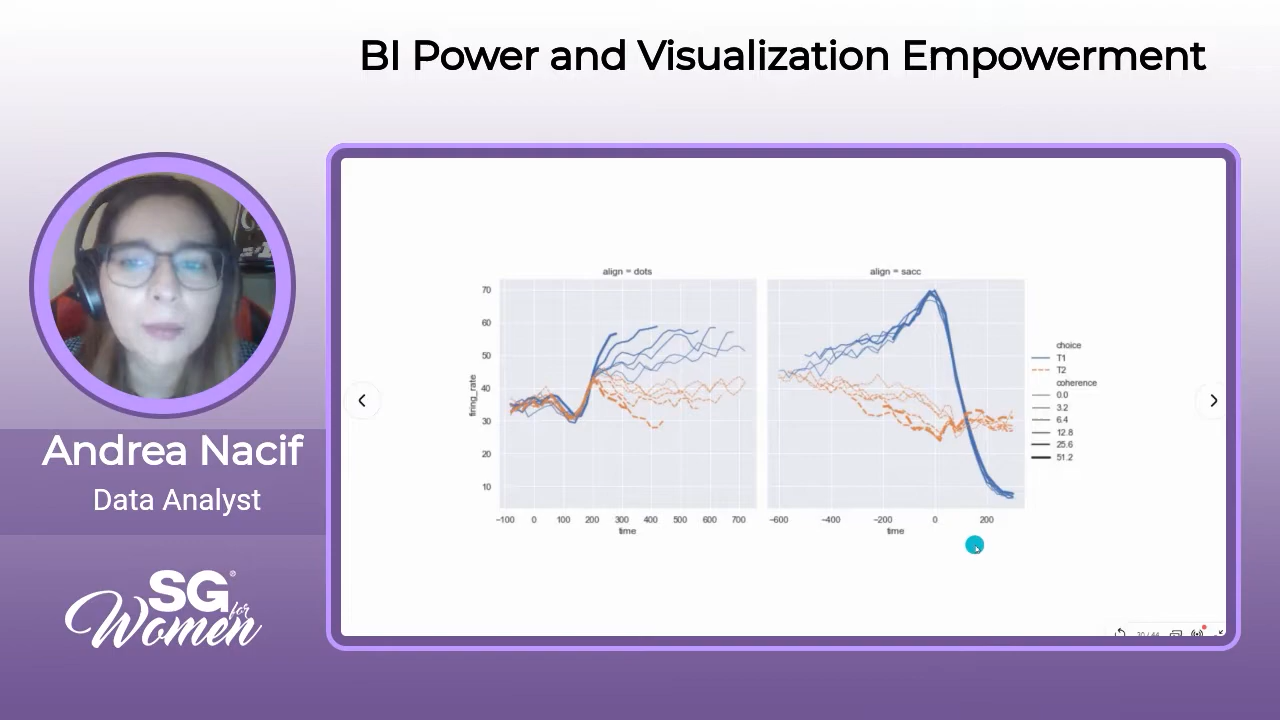 BI Power and Visualization Empowerment
Andrea Nacif
Data Analyst
SG®
for
Women
align = dots
align = sacc
firing_rate
70
60
50
40
30
20
10
-100 0 100 200 300 400 500 600 700
time
-600 -400 -200 0 200
time
choice
T1
T2
coherence
0.0
3.2
6.4
12.8
25.6
51.2